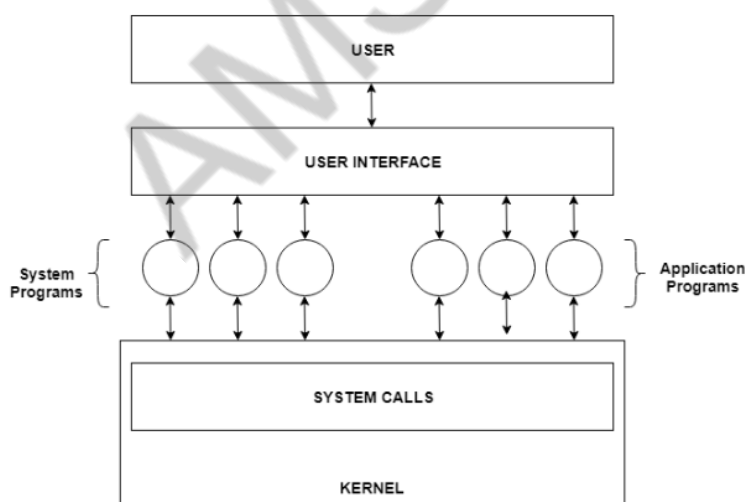 USER
USER INTERFACE
System
Programs
Application
Programs
SYSTEM CALLS
KERNEL